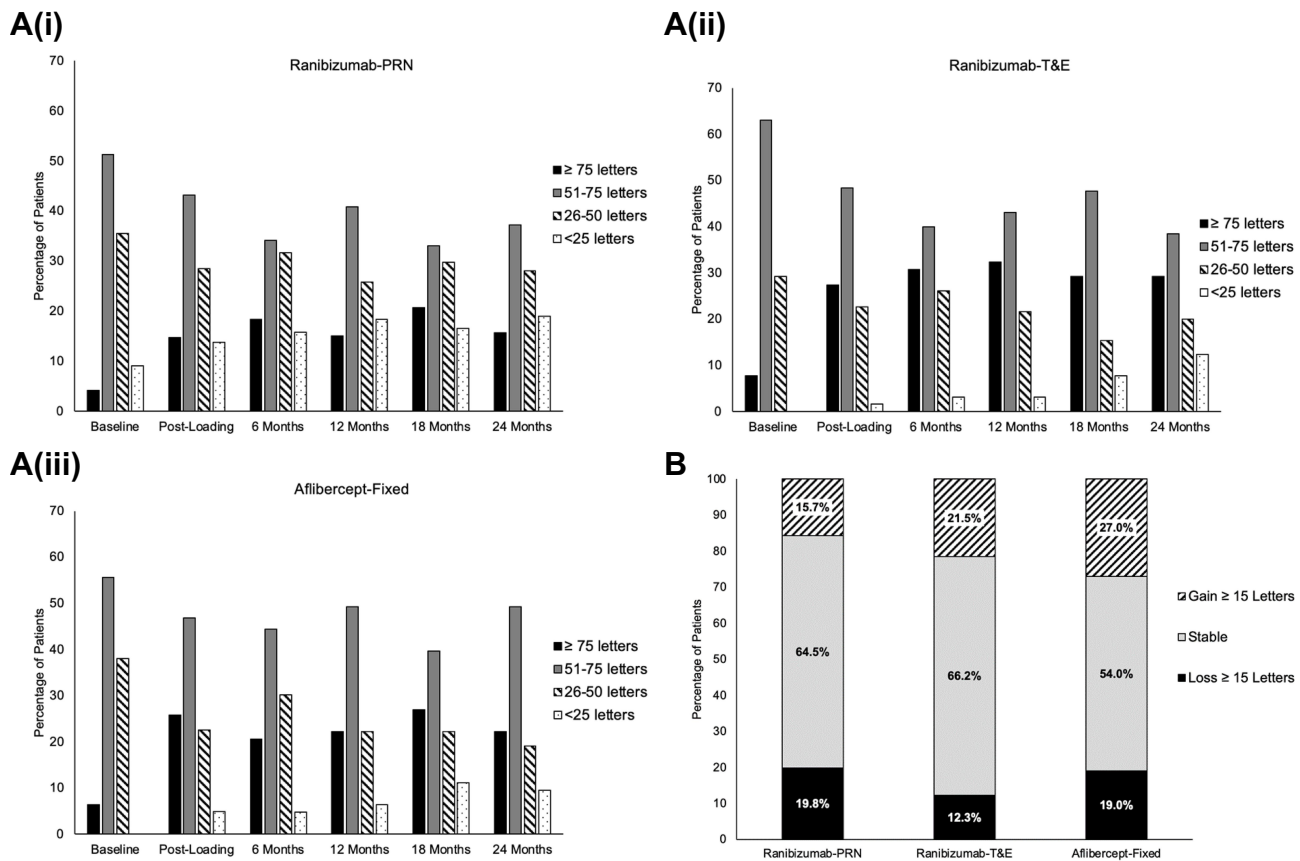 A(i)
Ranibizumab-PRN
Percentage of Patients
70
60
50
40
30
20
10
0
Baseline
Post-Loading
6 Months
12 Months
18 Months
24 Months
≥ 75 letters
51-75 letters
26-50 letters
<25 letters
A(ii)
Ranibizumab-T&E
Percentage of Patients
70
60
50
40
30
20
10
0
Baseline
Post-Loading
6 Months
12 Months
18 Months
24 Months
≥ 75 letters
51-75 letters
26-50 letters
<25 letters
A(iii)
Aflibercept-Fixed
Percentage of Patients
70
60
50
40
30
20
10
0
Baseline
Post-Loading
6 Months
12 Months
18 Months
24 Months
≥ 75 letters
51-75 letters
26-50 letters
<25 letters
B
Percentage of Patients
100
90
80
70
60
50
40
30
20
10
0
15.7%
21.5%
27.0%
64.5%
66.2%
54.0%
19.8%
12.3%
19.0%
Ranibizumab-PRN
Ranibizumab-T&E
Aflibercept-Fixed
Gain ≥ 15 Letters
Stable
Loss ≥ 15 Letters